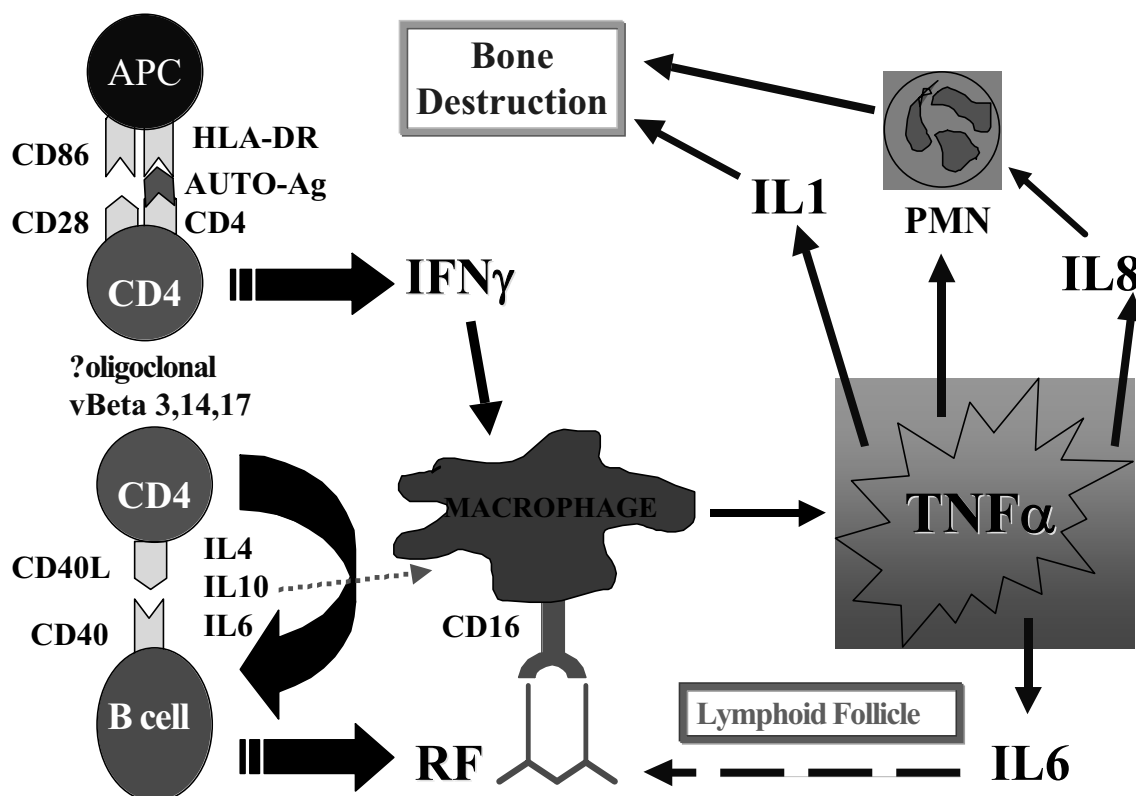 APC
Bone
Destruction
CD86
HLA-DR
AUTO-Ag
CD28
CD4
IL1
PMN
IL8
CD4
IFNγ
?oligoclonal
vBeta 3,14,17
CD4
MACROPHAGE
TNFα
CD40L
IL4
IL10
IL6
CD40
CD16
B cell
Lymphoid Follicle
RF
IL6